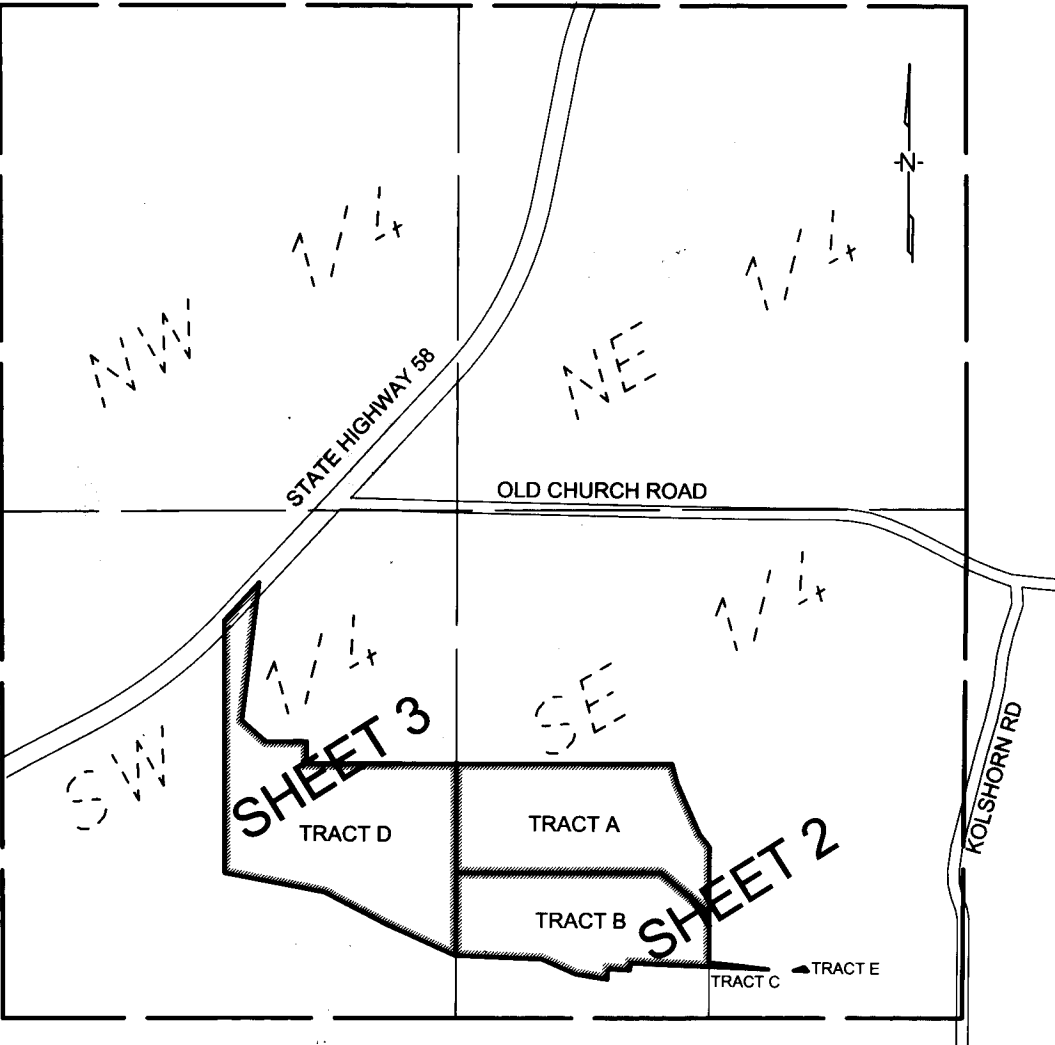 -N-
NW 1/4
NE 1/4
STATE HIGHWAY 58
OLD CHURCH ROAD
SW 1/4
SE 1/4
SHEET 3
KOLSHORN RD
TRACT D
TRACT A
SHEET 2
TRACT B
TRACT C
TRACT E